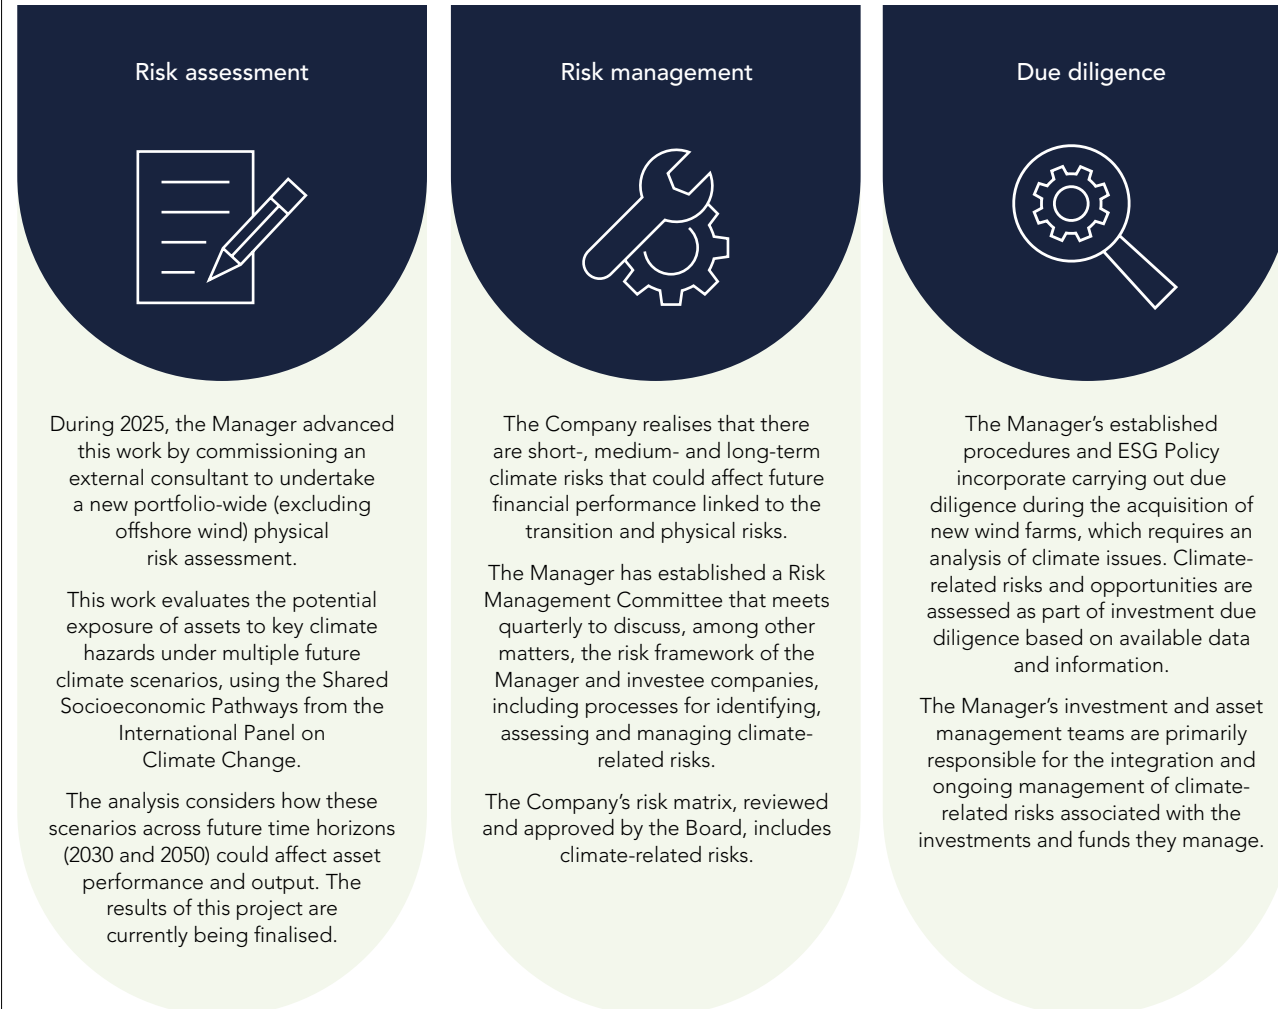 Risk assessment
During 2025, the Manager advanced
this work by commissioning an
external consultant to undertake
a new portfolio-wide (excluding
offshore wind) physical
risk assessment.
This work evaluates the potential
exposure of assets to key climate
hazards under multiple future
climate scenarios, using the Shared
Socioeconomic Pathways from the
International Panel on
Climate Change.
The analysis considers how these
scenarios across future time horizons
(2030 and 2050) could affect asset
performance and output. The
results of this project are
currently being finalised.
Risk management
The Company realises that there
are short-, medium- and long-term
climate risks that could affect future
financial performance linked to the
transition and physical risks.
The Manager has established a Risk
Management Committee that meets
quarterly to discuss, among other
matters, the risk framework of the
Manager and investee companies,
including processes for identifying,
assessing and managing climate-
related risks.
The Company’s risk matrix, reviewed
and approved by the Board, includes
climate-related risks.
Due diligence
The Manager’s established
procedures and ESG Policy
incorporate carrying out due
diligence during the acquisition of
new wind farms, which requires an
analysis of climate issues. Climate-
related risks and opportunities are
assessed as part of investment due
diligence based on available data
and information.
The Manager’s investment and asset
management teams are primarily
responsible for the integration and
ongoing management of climate-
related risks associated with the
investments and funds they manage.